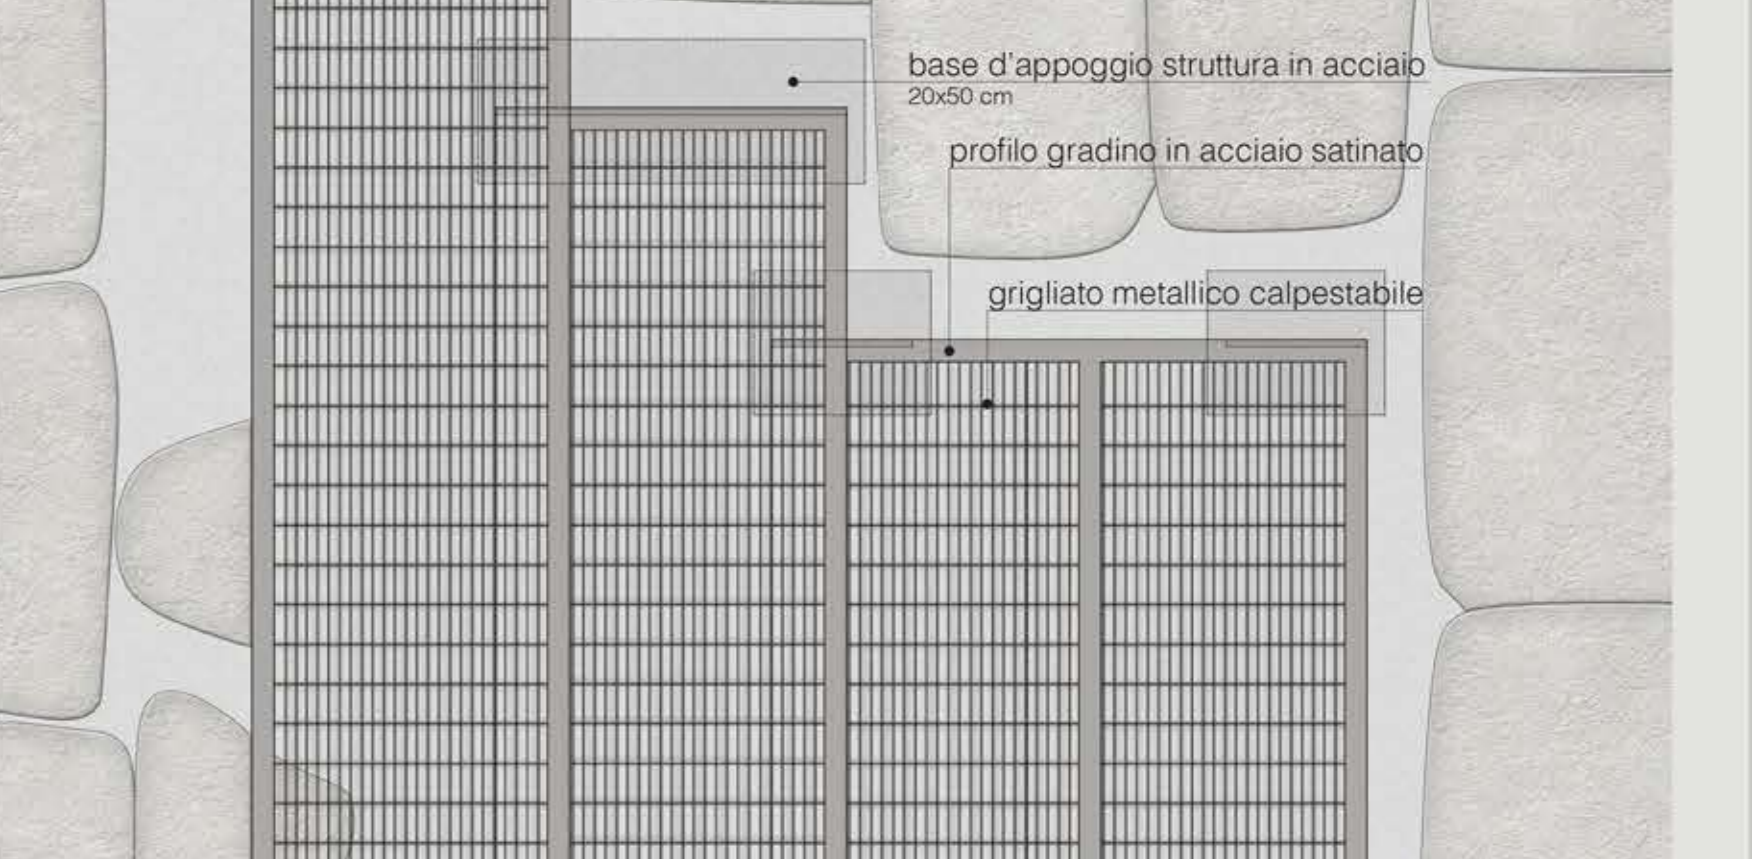 base d'appoggio struttura in acciaio
20x50 cm
profilo gradino in acciaio satinato
grigliato metallico calpestabile